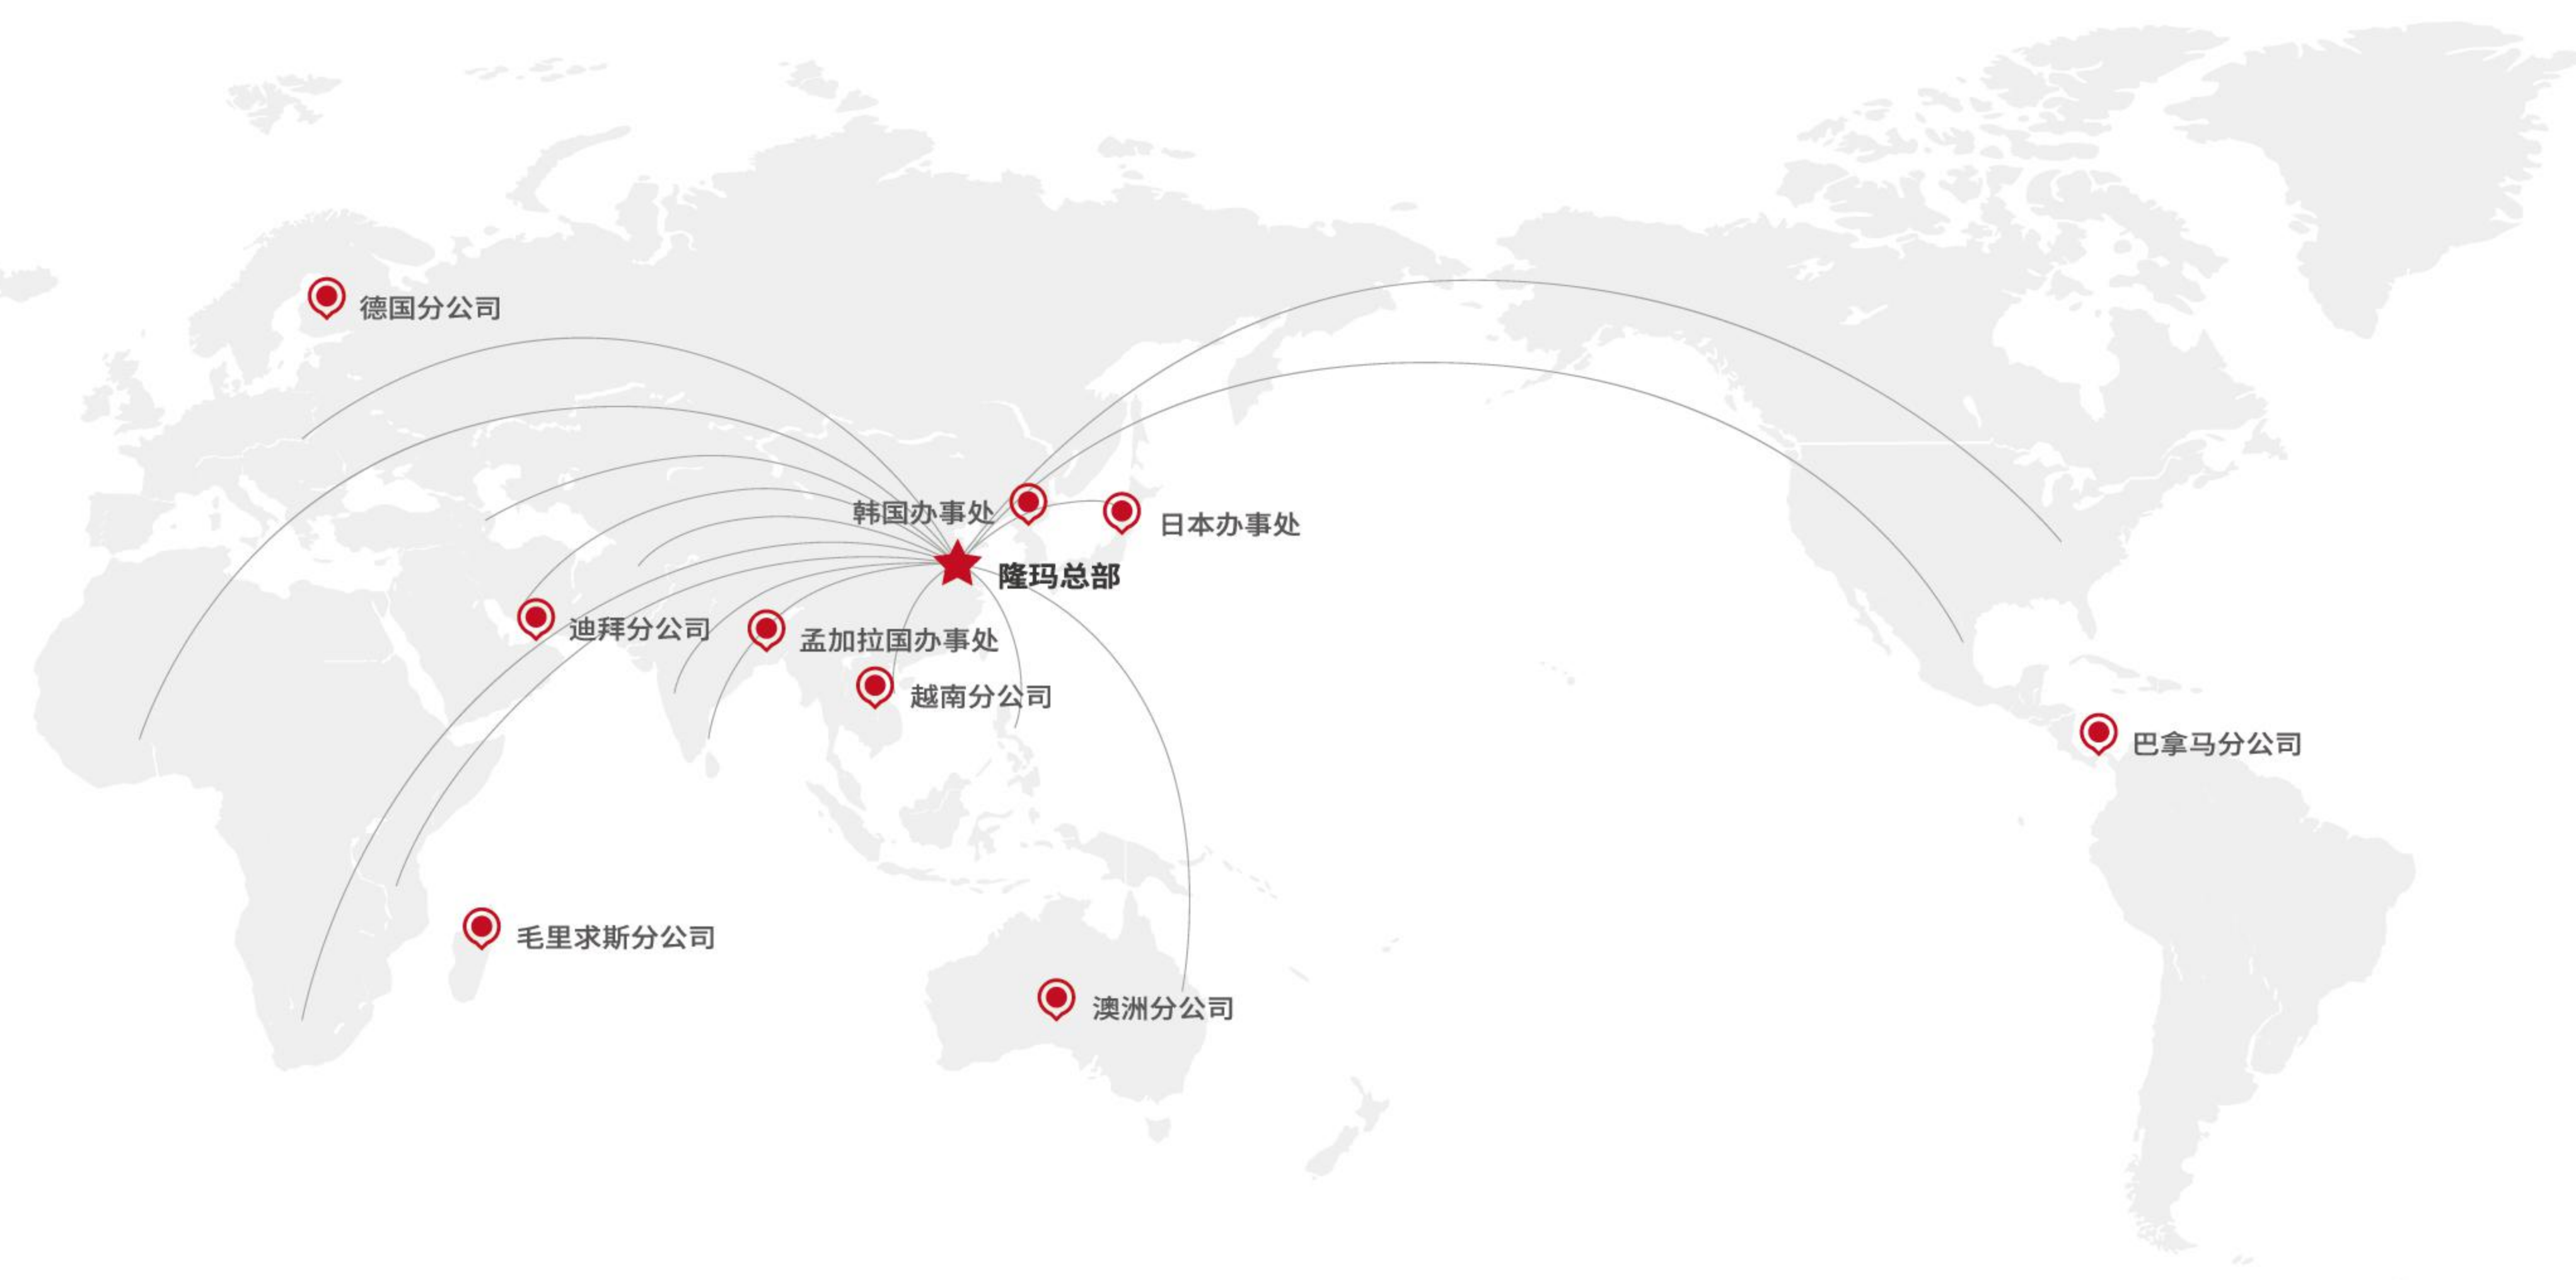 德国分公司
韩国办事处
日本办事处
隆玛总部
迪拜分公司
孟加拉国办事处
越南分公司
巴拿马分公司
毛里求斯分公司
澳洲分公司